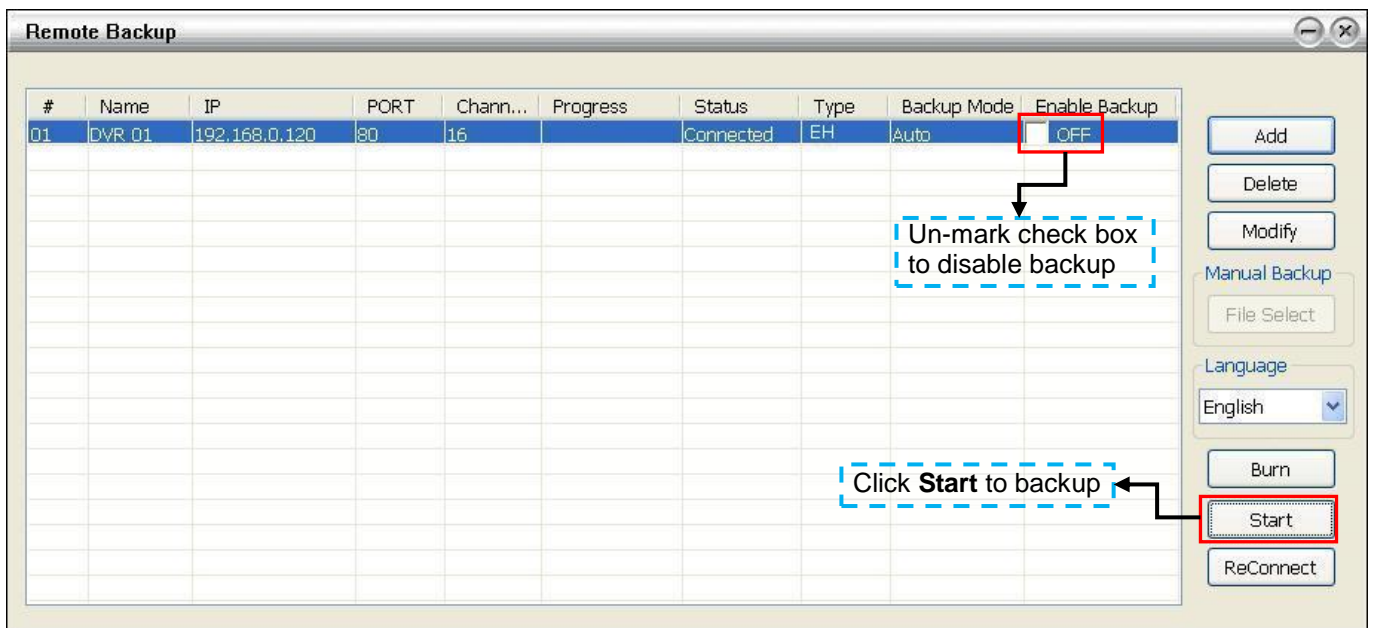 Remote Backup
# Name IP PORT Chann... Progress Status Type Backup Mode Enable Backup
01 DVR 01 192.168.0.120 80 16 Connected EH Auto OFF
Add
Delete
Un-mark check box
to disable backup
Modify
Manual Backup
File Select
Language
English
Burn
Click Start to backup
Start
ReConnect